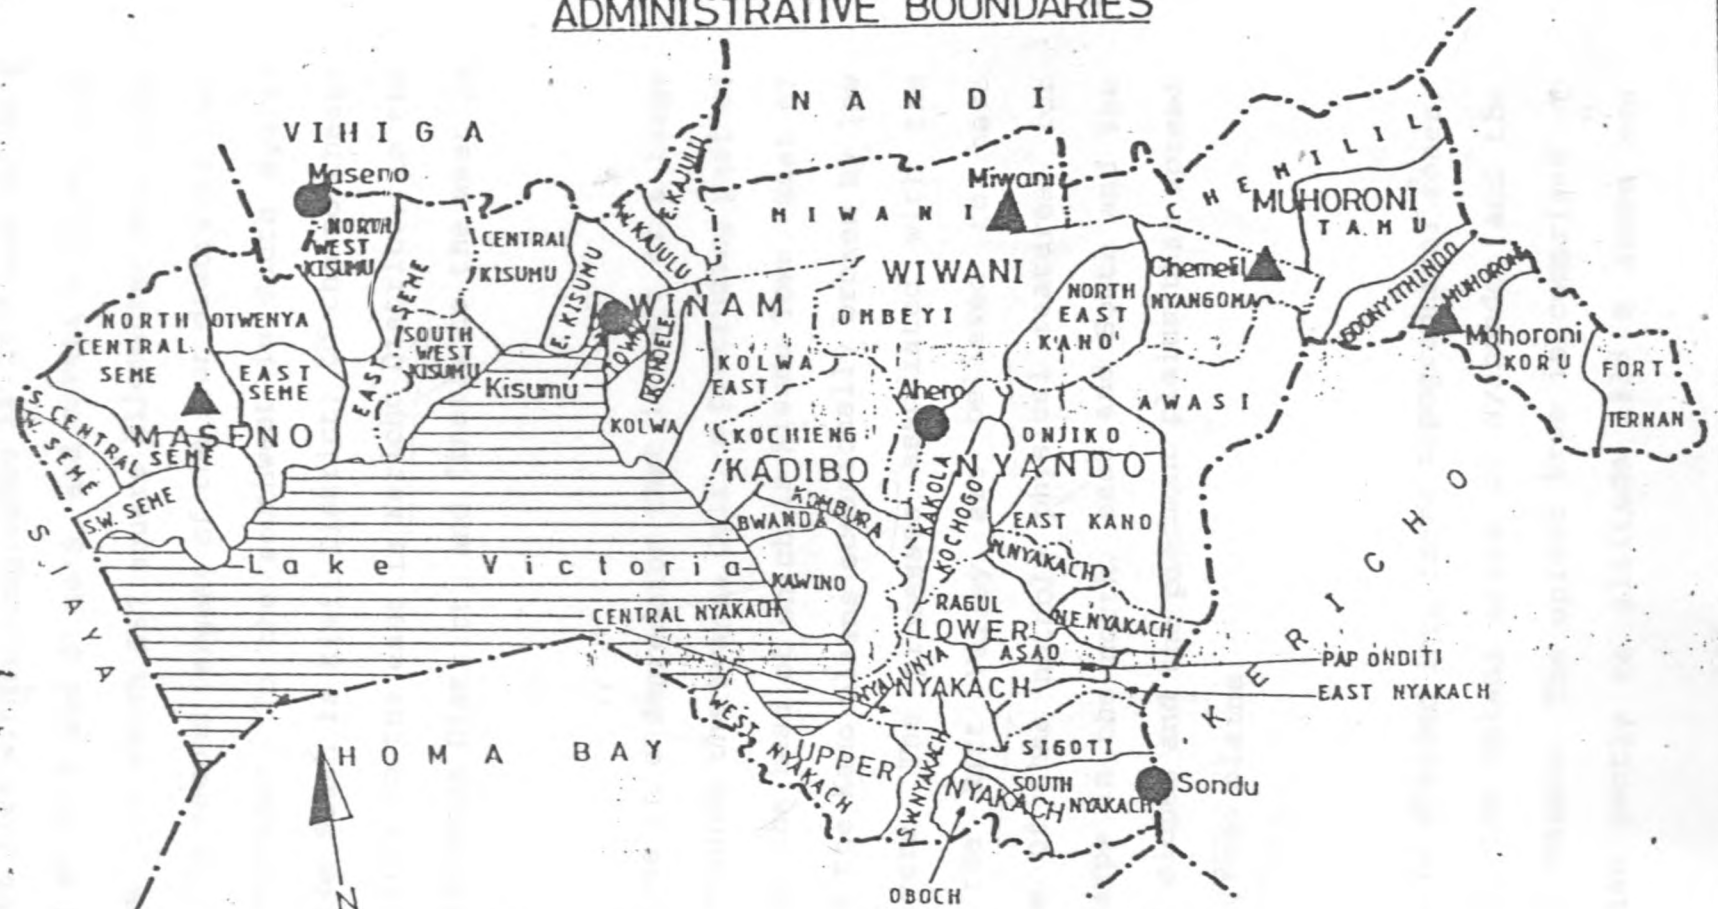 ADMINISTRATIVE BOUNDARIES
NANDI
VIHIGA
Maseno
NORTH
WEST
KISUMU
CENTRAL
KISUMU
E. KAJULU
W. KAJULU
E. KISUMU
Miwani
MIWANI
CHEMILIL
MUHORONI
TAMU
WIWANI
Chemelil
NYANGOMA
NORTH
EAST
KANO
MUHORONI
Muhoroni
KORU
FORT
TERNAN
NORTH
CENTRAL
SEME
OTWENYA
EAST
SEME
EAST SEME
SOUTH
WEST
KISUMU
WINAM
Kisumu
KONDELE
KOLWA
KOLWA
EAST
OMBEYI
Ahero
AWASI
S. CENTRAL
SEME
W. SEME
MASENO
S.W. SEME
KOCHIENG
KADIBO
ONJIKO
NYANDO
KAKOLA
KOCHOGO
KOMBURA
BWANDA
EAST KANO
N.NYAKACH
KAWINO
SIAYA
Lake Victoria
CENTRAL NYAKACH
RAGUL
LOWER
N.E. NYAKACH
ASAO
NYALUNYA
NYAKACH
PAP ONDITI
EAST NYAKACH
KERICHO
HOMA BAY
WEST NYAKACH
UPPER
S.W. NYAKACH
SIGOTI
SOUTH
NYAKACH
NYAKACH
Sondu
OBOCH
N